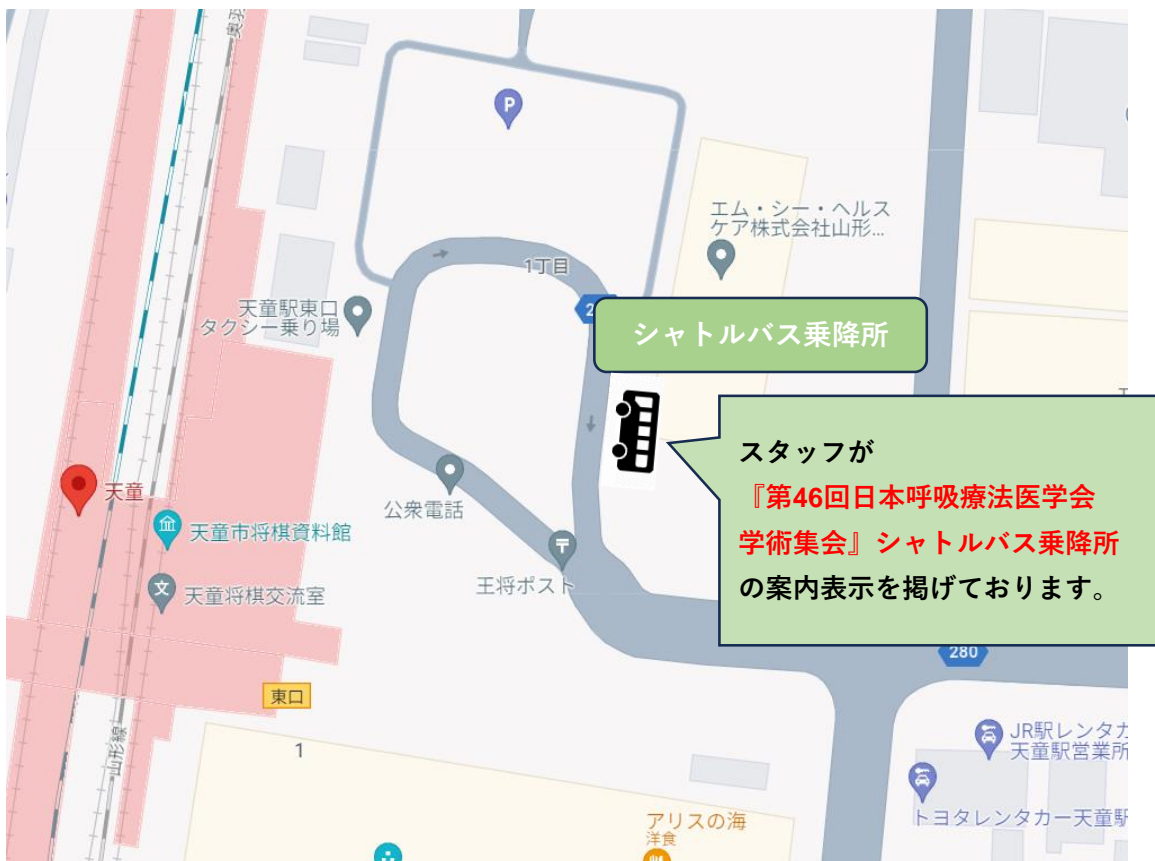 奥羽
P
エム・シー・ヘルス
ケア株式会社山形...
1丁目
天童駅東口
タクシー乗り場
シャトルバス乗降所
スタッフが
『第46回日本呼吸療法医学会
学術集会』シャトルバス乗降所
の案内表示を掲げております。
天童
公衆電話
天童市将棋資料館
王将ポスト
文
天童将棋交流室
280
東口
山形線
1
JR駅レンタカ
天童駅営業所
トヨタレンタカー天童駅
アリスの海
洋食